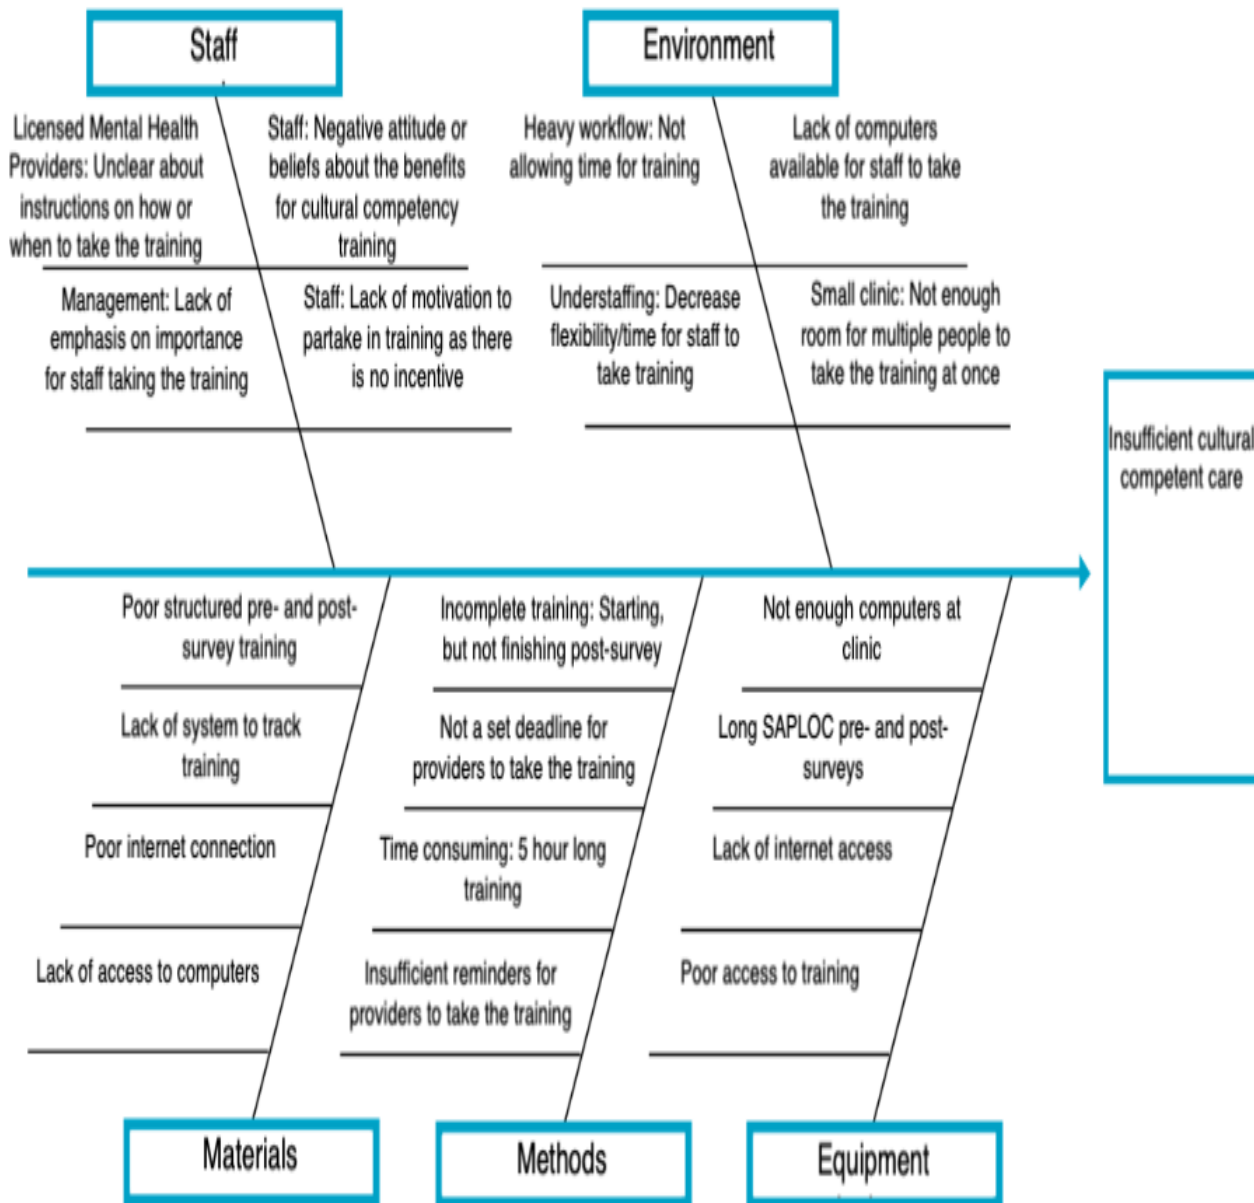 Staff
Environment
Licensed Mental Health
Providers: Unclear about
instructions on how or
when to take the training
Staff: Negative attitude or
beliefs about the benefits
for cultural competency
training
Heavy workflow: Not
allowing time for training
Lack of computers
available for staff to take
the training
Management: Lack of
emphasis on importance
for staff taking the training
Staff: Lack of motivation to
partake in training as there
is no incentive
Understaffing: Decrease
flexibility/time for staff to
take training
Small clinic: Not enough
room for multiple people to
take the training at once
Insufficient cultural
competent care
Poor structured pre- and post-
survey training
Lack of system to track
training
Poor internet connection
Lack of access to computers
Incomplete training: Starting,
but not finishing post-survey
Not a set deadline for
providers to take the training
Time consuming: 5 hour long
training
Insufficient reminders for
providers to take the training
Not enough computers at
clinic
Long SAPLOC pre- and post-
surveys
Lack of internet access
Poor access to training
Materials
Methods
Equipment